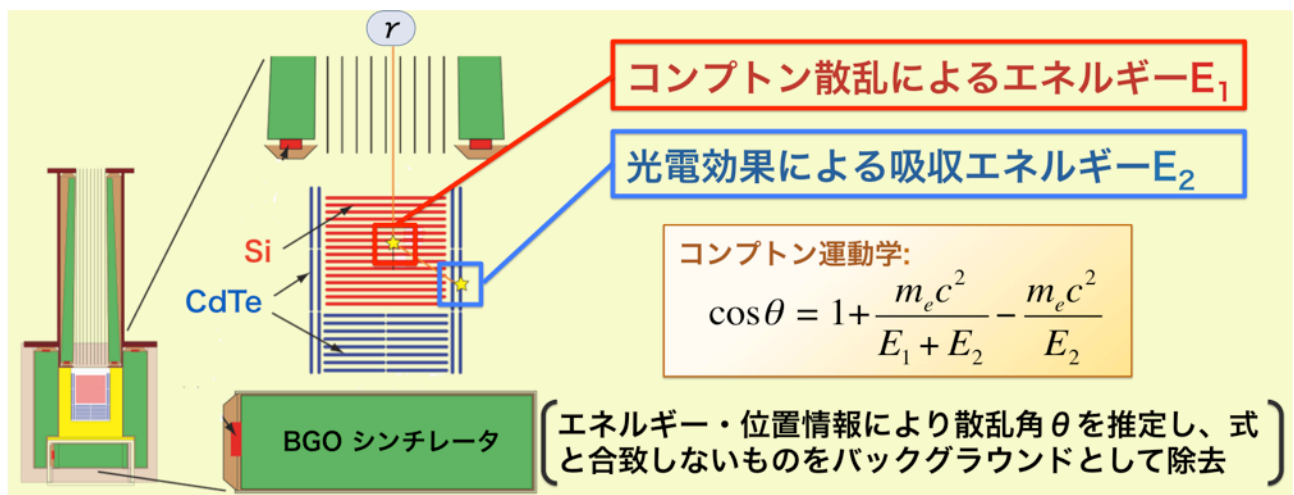 γ
コンプトン散乱によるエネルギーE₁
光電効果による吸収エネルギーE₂
Si
CdTe
コンプトン運動学:
cosθ = 1 + mₑc²/(E₁ + E₂) − mₑc²/E₂
BGO シンチレータ
エネルギー・位置情報により散乱角θを推定し、式
と合致しないものをバックグラウンドとして除去